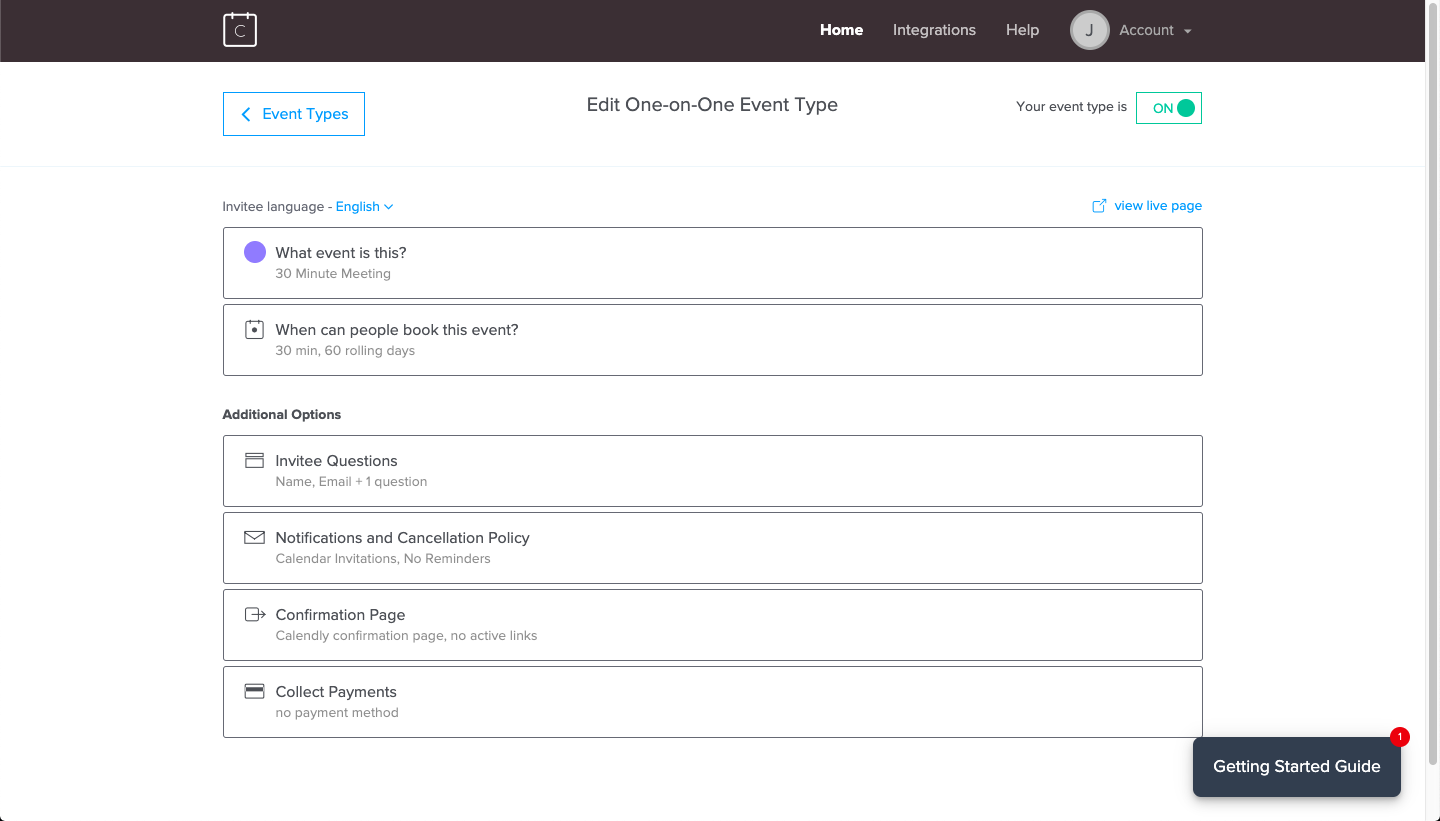 C
Home
Integrations
Help
J
Account
Event Types
Edit One-on-One Event Type
Your event type is
ON
Invitee language - English
view live page
What event is this?
30 Minute Meeting
When can people book this event?
30 min, 60 rolling days
Additional Options
Invitee Questions
Name, Email + 1 question
Notifications and Cancellation Policy
Calendar Invitations, No Reminders
Confirmation Page
Calendly confirmation page, no active links
Collect Payments
no payment method
1
Getting Started Guide